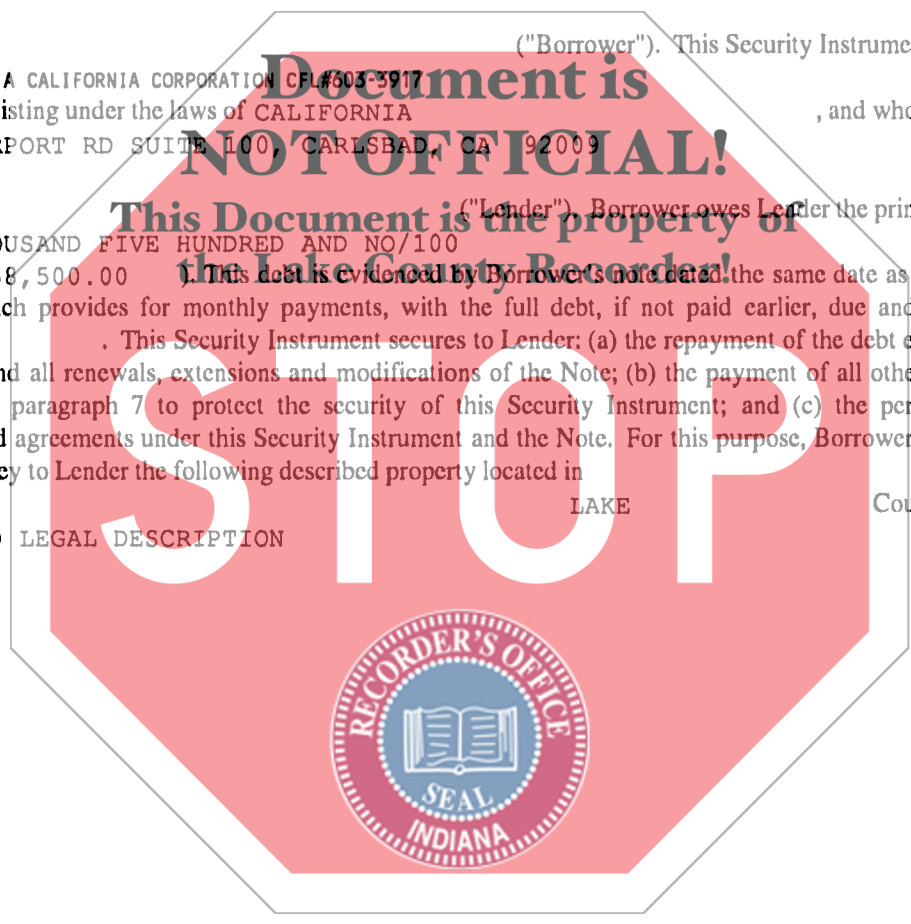 ("Borrower"). This Security Instrume
A CALIFORNIA CORPORATION CFL#603-3917
Document is
isting under the laws of CALIFORNIA , and who
RPORT RD SUITE 100, CARLSBAD, CA 92009
NOT OFFICIAL!
("Lender"). Borrower owes Lender the prin
This Document is the property of
OUSAND FIVE HUNDRED AND NO/100
the Lake County Recorder!
8,500.00 ). This debt is evidenced by Borrower's note dated the same date as
ch provides for monthly payments, with the full debt, if not paid earlier, due and
. This Security Instrument secures to Lender: (a) the repayment of the debt e
nd all renewals, extensions and modifications of the Note; (b) the payment of all othe
paragraph 7 to protect the security of this Security Instrument; and (c) the per
d agreements under this Security Instrument and the Note. For this purpose, Borrower
ey to Lender the following described property located in
LAKE Cou
LEGAL DESCRIPTION
STOP
RECORDER'S OFFICE
SEAL
INDIANA